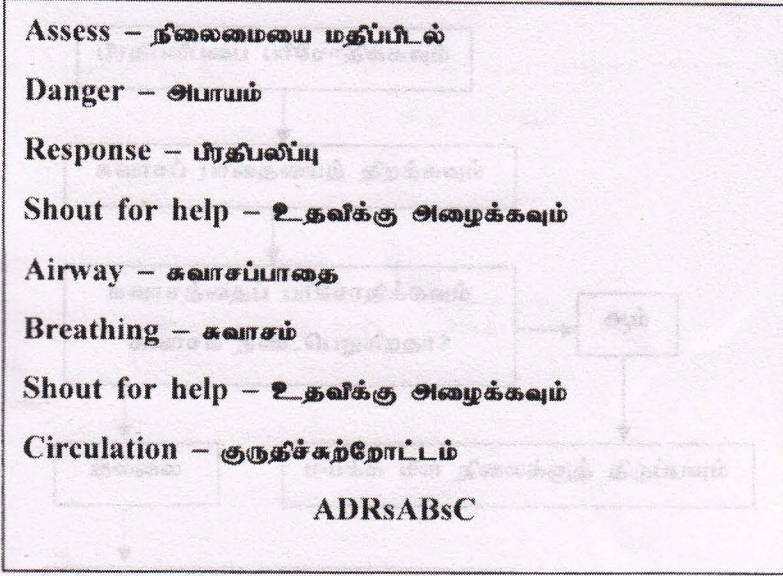 Assess – நிலைமையை மதிப்பிடல்
Danger – அபாயம்
Response – பிரதிபலிப்பு
Shout for help – உதவிக்கு அழைக்கவும்
Airway – சுவாசப்பாதை
Breathing – சுவாசம்
Shout for help – உதவிக்கு அழைக்கவும்
Circulation – குருதிச்சுற்றோட்டம்
ADRsABsC